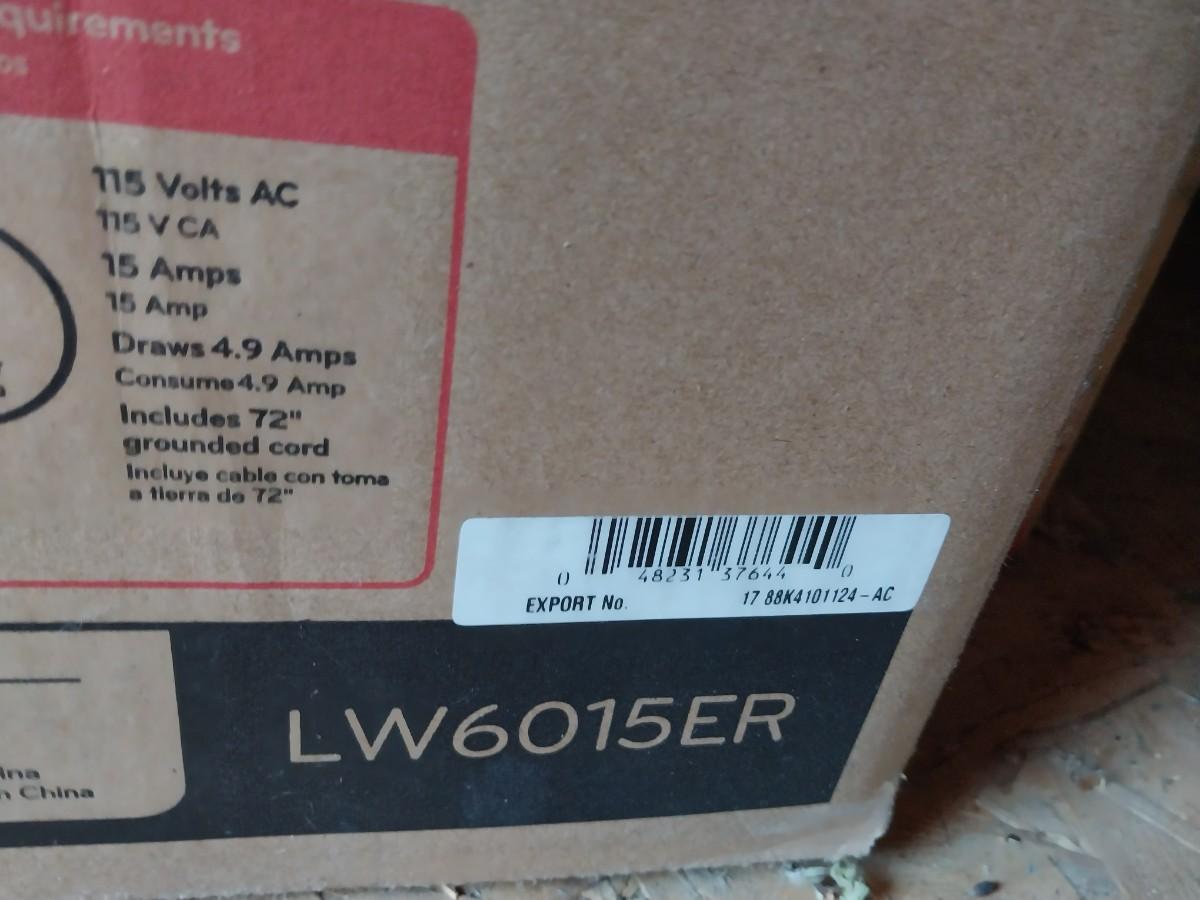 quirements
os
115 Volts AC
115 V CA
15 Amps
15 Amp
Draws 4.9 Amps
Consume 4.9 Amp
Includes 72"
grounded cord
Incluye cable con toma
a tierra de 72"
0 48231 37644 0
EXPORT No. 17 88K4101124-AC
LW6015ER
ina
n China